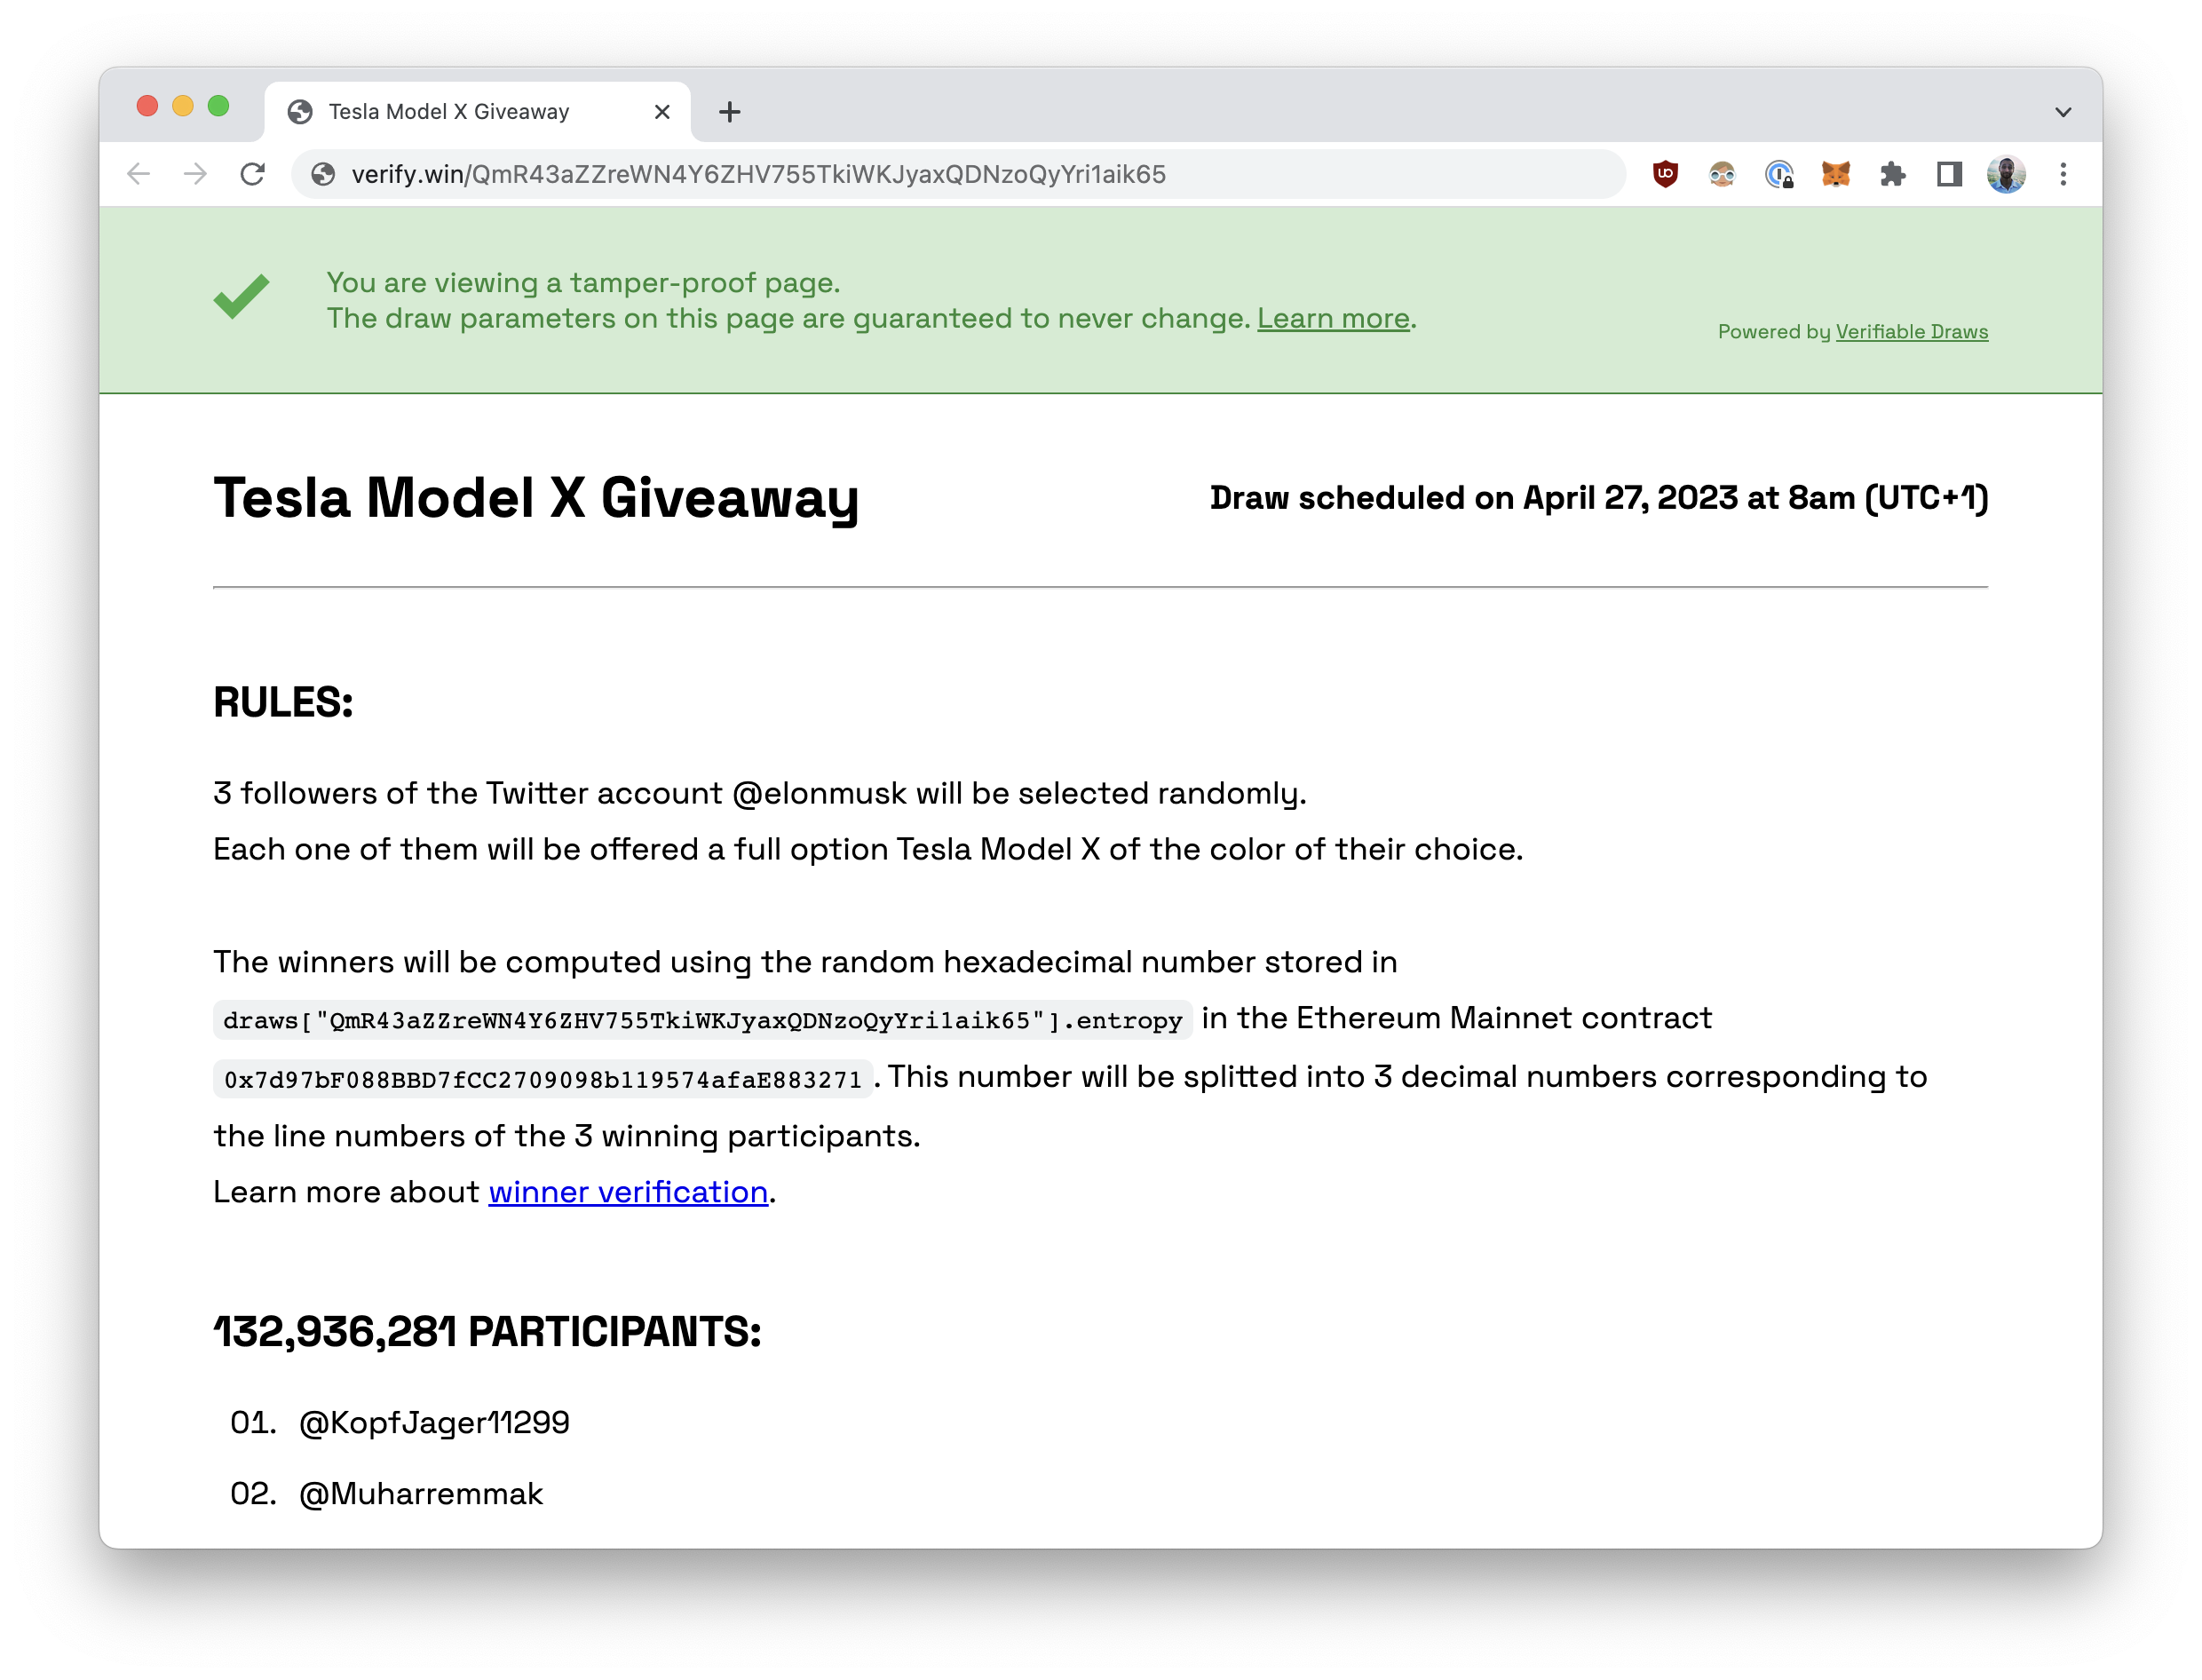 Tesla Model X Giveaway
verify.win/QmR43aZZreWN4Y6ZHV755TkiWKJyaxQDNzoQyYri1aik65
You are viewing a tamper-proof page.
The draw parameters on this page are guaranteed to never change. Learn more.
Powered by Verifiable Draws
Tesla Model X Giveaway
Draw scheduled on April 27, 2023 at 8am (UTC+1)
RULES:
3 followers of the Twitter account @elonmusk will be selected randomly.
Each one of them will be offered a full option Tesla Model X of the color of their choice.
The winners will be computed using the random hexadecimal number stored in
draws["QmR43aZZreWN4Y6ZHV755TkiWKJyaxQDNzoQyYri1aik65"].entropy in the Ethereum Mainnet contract
0x7d97bF088BBD7fCC2709098b119574afaE883271. This number will be splitted into 3 decimal numbers corresponding to
the line numbers of the 3 winning participants.
Learn more about winner verification.
132,936,281 PARTICIPANTS:
01. @KopfJager11299
02. @Muharremmak